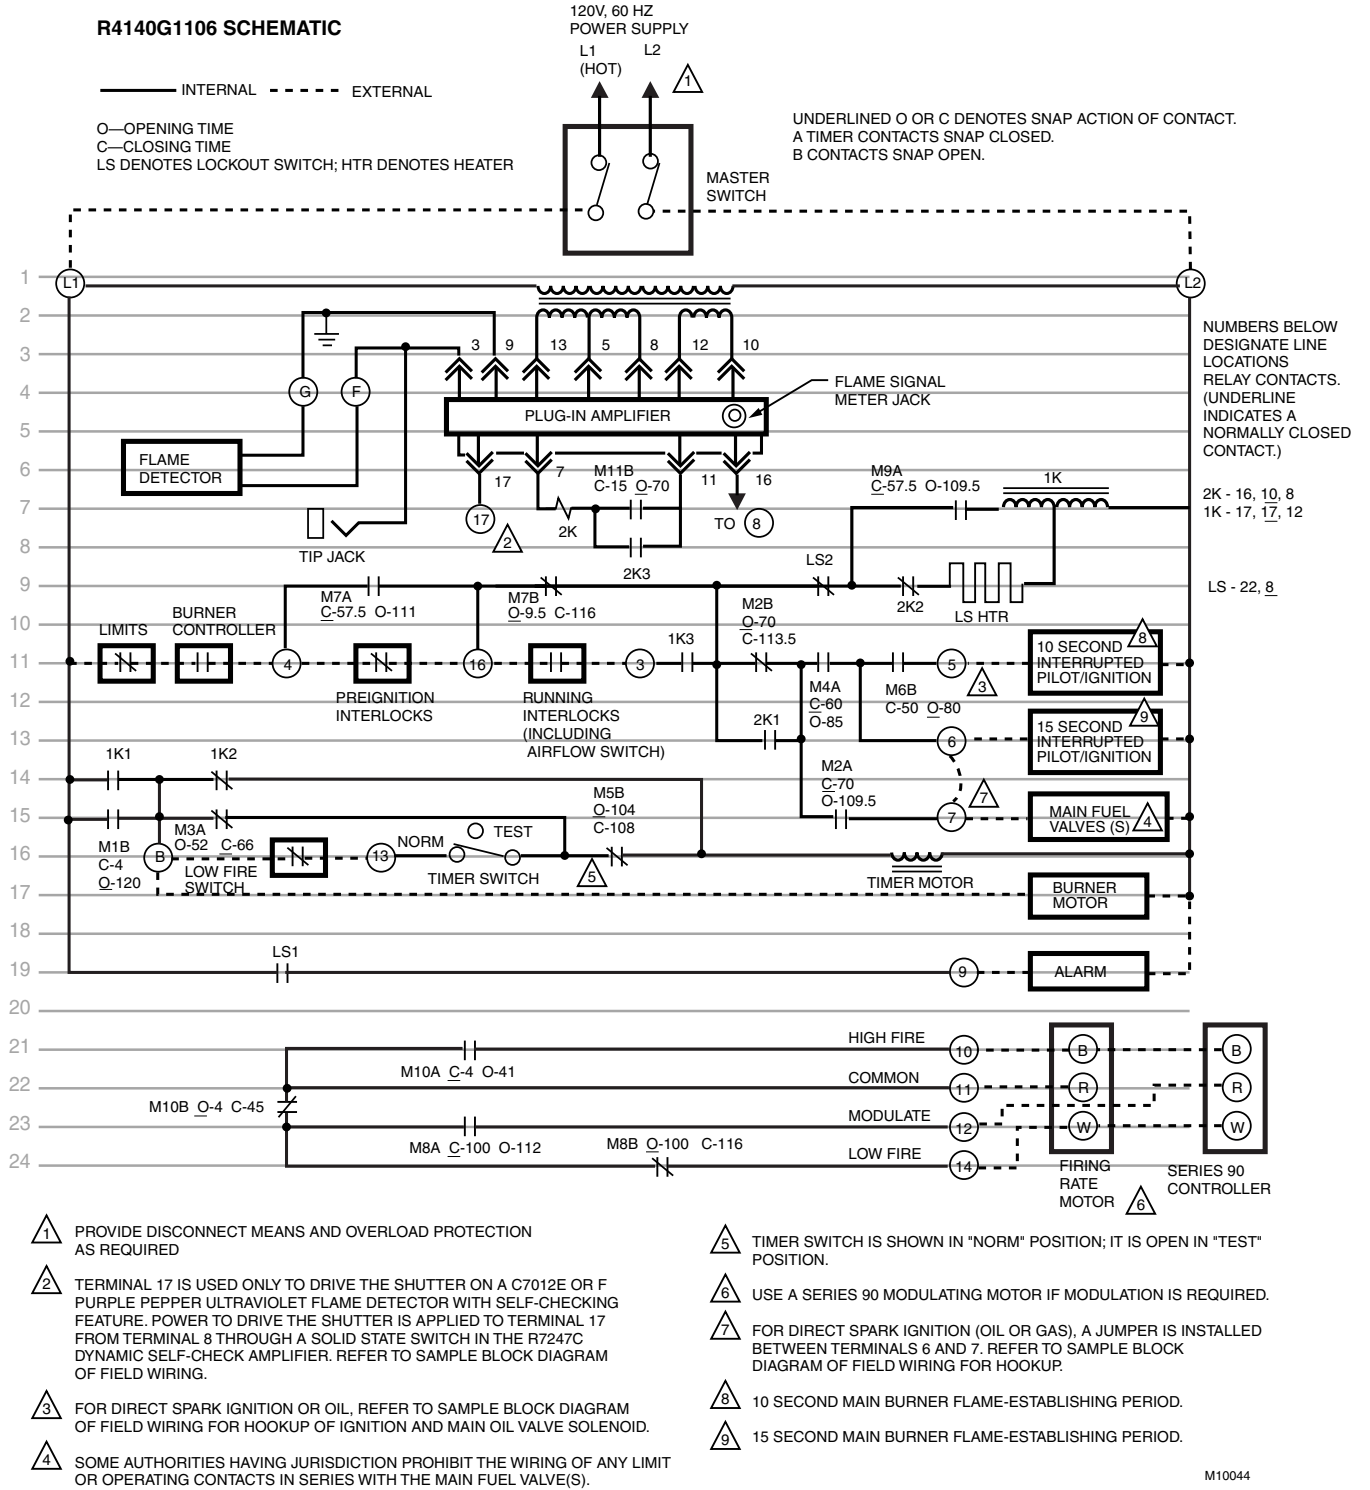 R4140G1106 SCHEMATIC
120V, 60 HZ
POWER SUPPLY
L1
(HOT)
L2
1
INTERNAL
EXTERNAL
O—OPENING TIME
C—CLOSING TIME
LS DENOTES LOCKOUT SWITCH; HTR DENOTES HEATER
UNDERLINED O OR C DENOTES SNAP ACTION OF CONTACT.
A TIMER CONTACTS SNAP CLOSED.
B CONTACTS SNAP OPEN.
MASTER
SWITCH
1
L1
L2
2
3
3
9
13
5
8
12
10
NUMBERS BELOW
DESIGNATE LINE
LOCATIONS
RELAY CONTACTS.
(UNDERLINE
INDICATES A
NORMALLY CLOSED
CONTACT.)
4
G
F
FLAME SIGNAL
METER JACK
PLUG-IN AMPLIFIER
5
FLAME
DETECTOR
6
17
7
M11B
C-15 O-70
11
16
M9A
C-57.5 O-109.5
1K
2K - 16, 10, 8
1K - 17, 17, 12
7
17
2
2K
TO
8
TIP JACK
8
2K3
LS2
9
M7A
C-57.5 O-111
M7B
O-9.5 C-116
M2B
O-70
C-113.5
2K2
LS HTR
LS - 22, 8
10
LIMITS
BURNER
CONTROLLER
11
4
16
3
1K3
5
3
10 SECOND
INTERRUPTED
PILOT/IGNITION
8
PREIGNITION
INTERLOCKS
RUNNING
INTERLOCKS
(INCLUDING
AIRFLOW SWITCH)
12
M4A
C-60
O-85
M6B
C-50 O-80
2K1
13
6
15 SECOND
INTERRUPTED
PILOT/IGNITION
9
1K1
1K2
14
M5B
O-104
C-108
M2A
C-70
O-109.5
7
15
7
MAIN FUEL
VALVES (S)
4
M1B
C-4
O-120
M3A
O-52 C-66
TEST
NORM
16
B
LOW FIRE
SWITCH
13
TIMER SWITCH
5
TIMER MOTOR
17
BURNER
MOTOR
18
LS1
19
9
ALARM
20
21
HIGH FIRE
10
B
B
M10A C-4 O-41
22
COMMON
11
R
R
M10B O-4 C-45
23
MODULATE
12
W
W
M8A C-100 O-112
M8B O-100 C-116
24
LOW FIRE
14
FIRING
RATE
MOTOR
6
SERIES 90
CONTROLLER
1 PROVIDE DISCONNECT MEANS AND OVERLOAD PROTECTION
AS REQUIRED
2 TERMINAL 17 IS USED ONLY TO DRIVE THE SHUTTER ON A C7012E OR F
PURPLE PEPPER ULTRAVIOLET FLAME DETECTOR WITH SELF-CHECKING
FEATURE. POWER TO DRIVE THE SHUTTER IS APPLIED TO TERMINAL 17
FROM TERMINAL 8 THROUGH A SOLID STATE SWITCH IN THE R7247C
DYNAMIC SELF-CHECK AMPLIFIER. REFER TO SAMPLE BLOCK DIAGRAM
OF FIELD WIRING.
3 FOR DIRECT SPARK IGNITION OR OIL, REFER TO SAMPLE BLOCK DIAGRAM
OF FIELD WIRING FOR HOOKUP OF IGNITION AND MAIN OIL VALVE SOLENOID.
4 SOME AUTHORITIES HAVING JURISDICTION PROHIBIT THE WIRING OF ANY LIMIT
OR OPERATING CONTACTS IN SERIES WITH THE MAIN FUEL VALVE(S).
5 TIMER SWITCH IS SHOWN IN "NORM" POSITION; IT IS OPEN IN "TEST"
POSITION.
6 USE A SERIES 90 MODULATING MOTOR IF MODULATION IS REQUIRED.
7 FOR DIRECT SPARK IGNITION (OIL OR GAS), A JUMPER IS INSTALLED
BETWEEN TERMINALS 6 AND 7. REFER TO SAMPLE BLOCK
DIAGRAM OF FIELD WIRING FOR HOOKUP.
8 10 SECOND MAIN BURNER FLAME-ESTABLISHING PERIOD.
9 15 SECOND MAIN BURNER FLAME-ESTABLISHING PERIOD.
M10044